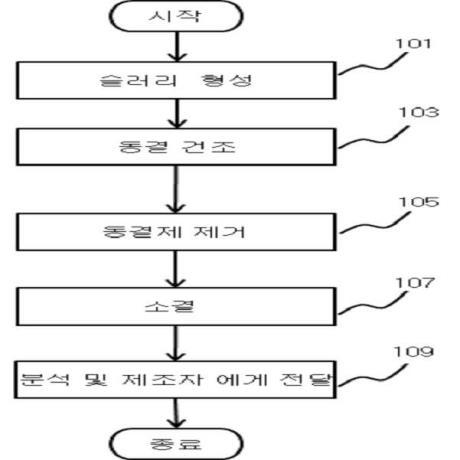 시작
101
슬러리 형성
103
동결 건조
105
동결제 제거
107
소결
109
분석 및 제조자 에게 전달
종료